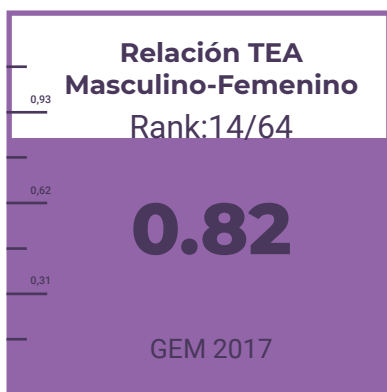 Relación TEA
Masculino-Femenino
0,93
Rank:14/64
0,62
0.82
0,31
GEM 2017